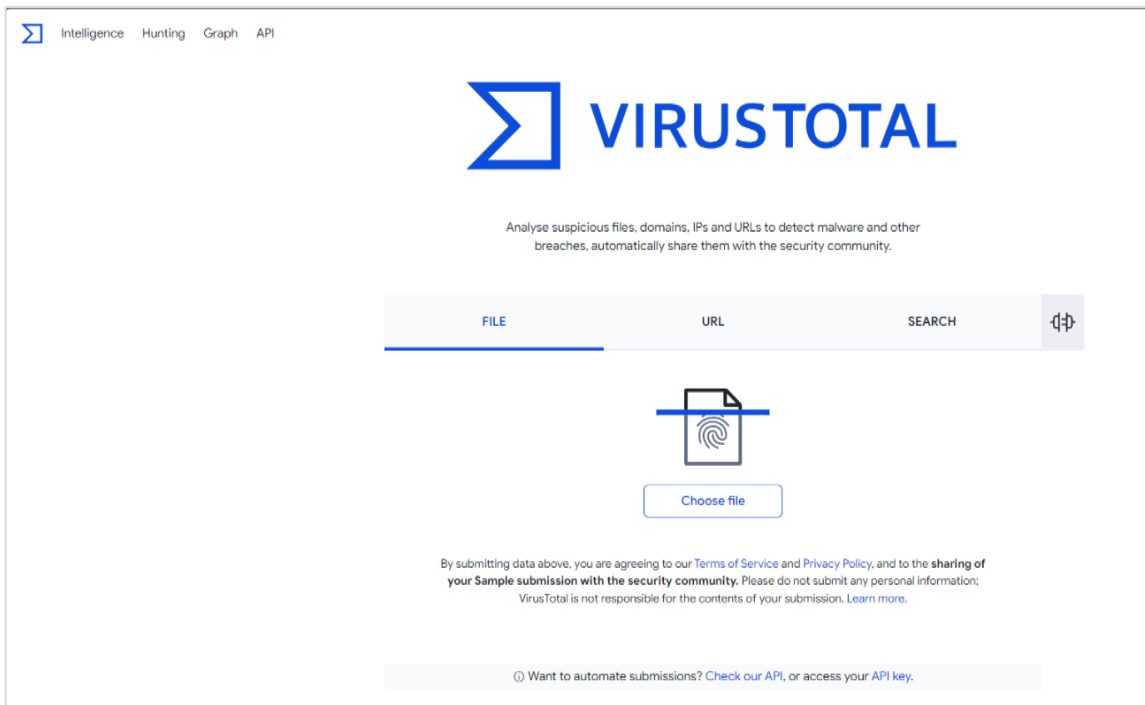 Intelligence Hunting Graph API
VIRUSTOTAL
Analyse suspicious files, domains, IPs and URLs to detect malware and other
breaches, automatically share them with the security community.
FILE URL SEARCH
Choose file
By submitting data above, you are agreeing to our Terms of Service and Privacy Policy, and to the sharing of
your Sample submission with the security community. Please do not submit any personal information;
VirusTotal is not responsible for the contents of your submission. Learn more.
Want to automate submissions? Check our API, or access your API key.